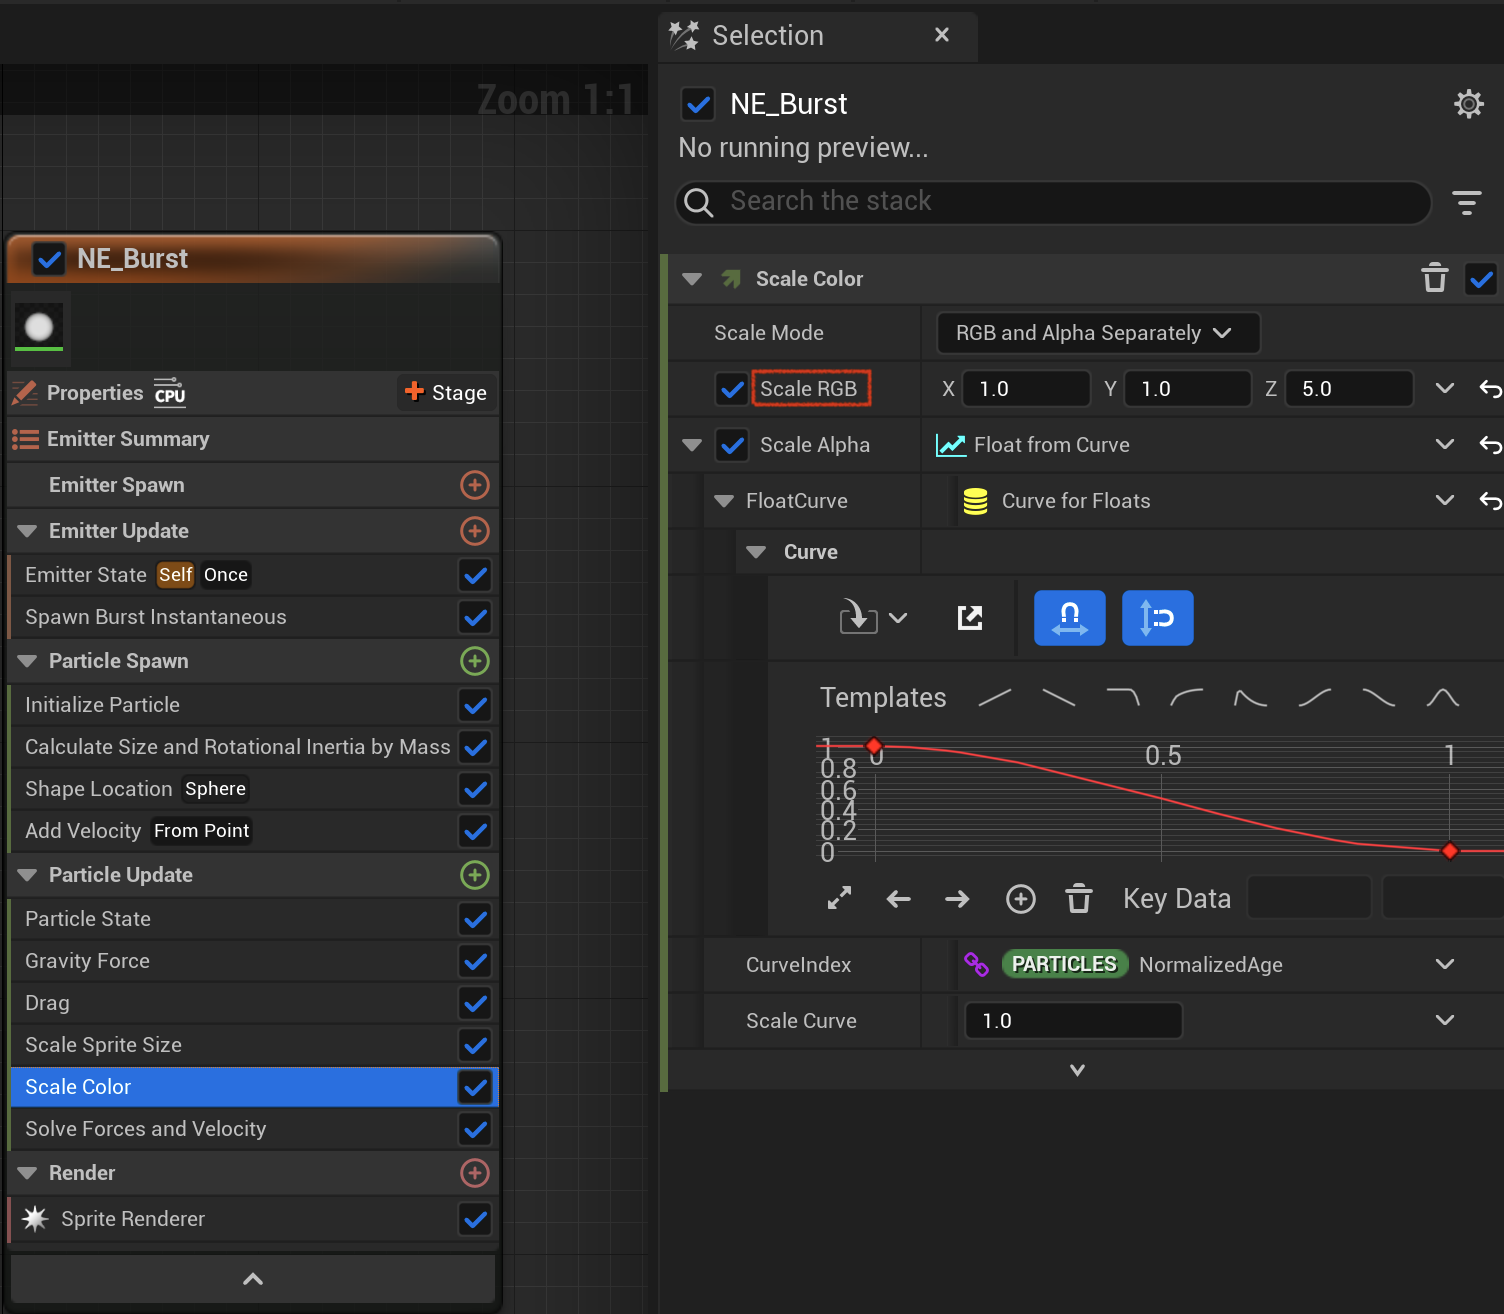 Zoom 1:1
NE_Burst
Properties CPU Stage
Emitter Summary
Emitter Spawn
Emitter Update
Emitter State Self Once
Spawn Burst Instantaneous
Particle Spawn
Initialize Particle
Calculate Size and Rotational Inertia by Mass
Shape Location Sphere
Add Velocity From Point
Particle Update
Particle State
Gravity Force
Drag
Scale Sprite Size
Scale Color
Solve Forces and Velocity
Render
Sprite Renderer
Selection
NE_Burst
No running preview...
Search the stack
Scale Color
Scale Mode RGB and Alpha Separately
Scale RGB X 1.0 Y 1.0 Z 5.0
Scale Alpha Float from Curve
FloatCurve Curve for Floats
Curve
Templates
1 0 0.5 1
0.8
0.6
0.4
0.2
0
Key Data
CurveIndex PARTICLES NormalizedAge
Scale Curve 1.0